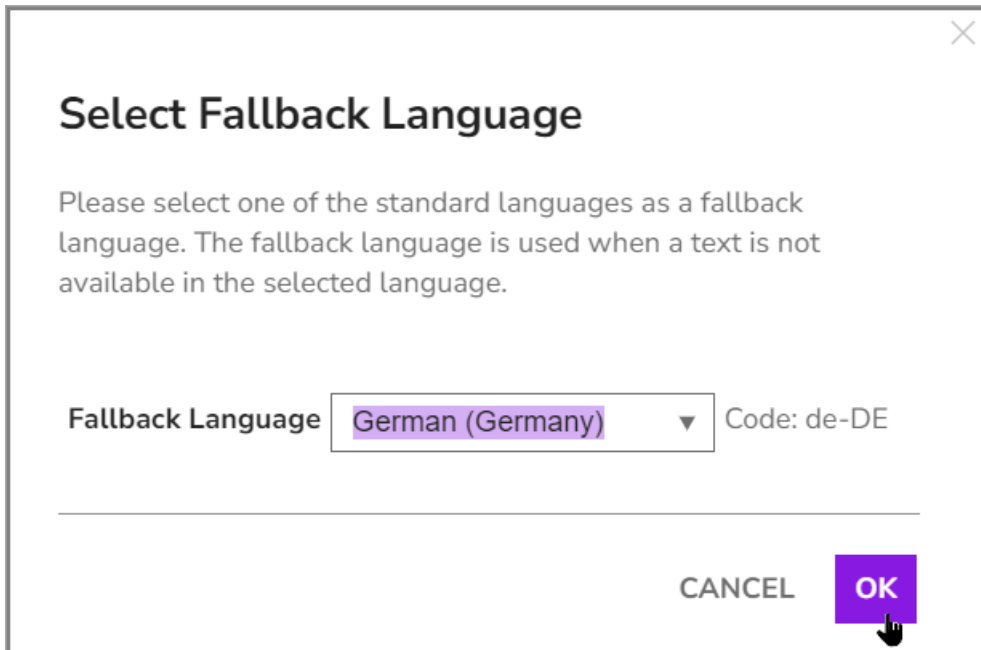 Select Fallback Language
Please select one of the standard languages as a fallback
language. The fallback language is used when a text is not
available in the selected language.
Fallback Language German (Germany) Code: de-DE
CANCEL OK